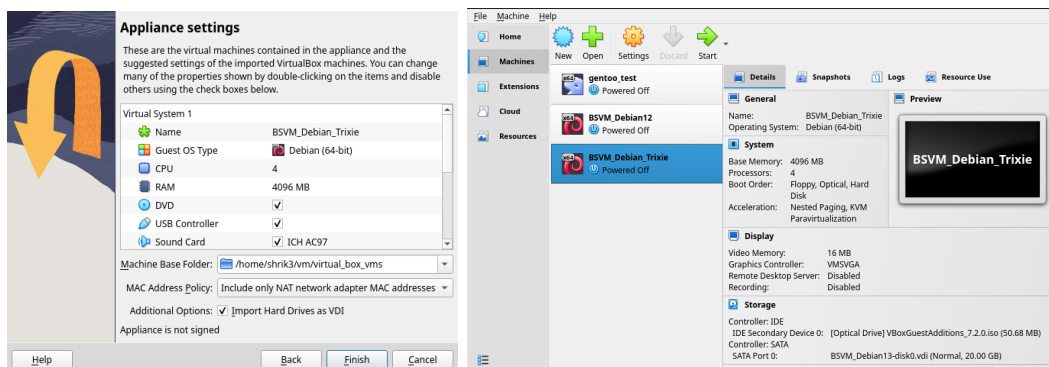 Appliance settings
These are the virtual machines contained in the appliance and the
suggested settings of the imported VirtualBox machines. You can change
many of the properties shown by double-clicking on the items and disable
others using the check boxes below.
Virtual System 1
Name BSVM_Debian_Trixie
Guest OS Type Debian (64-bit)
CPU 4
RAM 4096 MB
DVD
USB Controller
Sound Card ICH AC97
Machine Base Folder: /home/shrik3/vm/virtual_box_vms
MAC Address Policy: Include only NAT network adapter MAC addresses
Additional Options: Import Hard Drives as VDI
Appliance is not signed
Help Back Finish Cancel
File Machine Help
Home
Machines
Extensions
Cloud
Resources
New Open Settings Discard Start
x64 gentoo_test
Powered Off
x64 BSVM_Debian12
Powered Off
x64 BSVM_Debian_Trixie
Powered Off
Details Snapshots Logs Resource Use
General
Name: BSVM_Debian_Trixie
Operating System: Debian (64-bit)
Preview
BSVM_Debian_Trixie
System
Base Memory: 4096 MB
Processors: 4
Boot Order: Floppy, Optical, Hard
Disk
Acceleration: Nested Paging, KVM
Paravirtualization
Display
Video Memory: 16 MB
Graphics Controller: VMSVGA
Remote Desktop Server: Disabled
Recording: Disabled
Storage
Controller: IDE
IDE Secondary Device 0: [Optical Drive] VBoxGuestAdditions_7.2.0.iso (50.68 MB)
Controller: SATA
SATA Port 0: BSVM_Debian13-disk0.vdi (Normal, 20.00 GB)